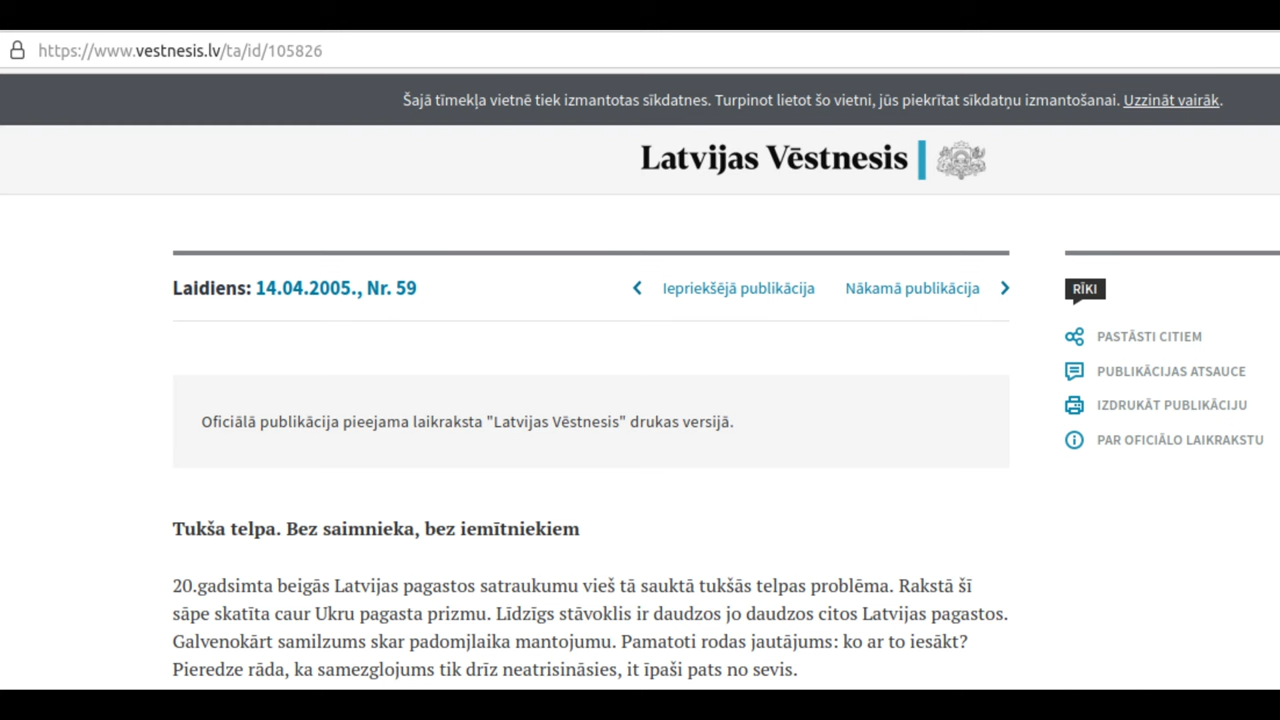 https://www.vestnesis.lv/ta/id/105826
Šajā tīmekļa vietnē tiek izmantotas sīkdatnes. Turpinot lietot šo vietni, jūs piekrītat sīkdatņu izmantošanai. Uzzināt vairāk.
Latvijas Vēstnesis
Laidiens: 14.04.2005., Nr. 59
Iepriekšējā publikācija
Nākamā publikācija
RĪKI
PASTĀSTI CITIEM
PUBLIKĀCIJAS ATSAUCE
IZDRUKĀT PUBLIKĀCIJU
PAR OFICIĀLO LAIKRAKSTU
Oficiālā publikācija pieejama laikraksta "Latvijas Vēstnesis" drukas versijā.
Tukša telpa. Bez saimnieka, bez iemītniekiem
20.gadsimta beigās Latvijas pagastos satraukumu vieš tā sauktā tukšās telpas problēma. Rakstā šī
sāpe skatīta caur Ukru pagasta prizmu. Līdzīgs stāvoklis ir daudzos jo daudzos citos Latvijas pagastos.
Galvenokārt samilzums skar padomjlaika mantojumu. Pamatoti rodas jautājums: ko ar to iesākt?
Pieredze rāda, ka samezglojums tik drīz neatrisināsies, it īpaši pats no sevis.